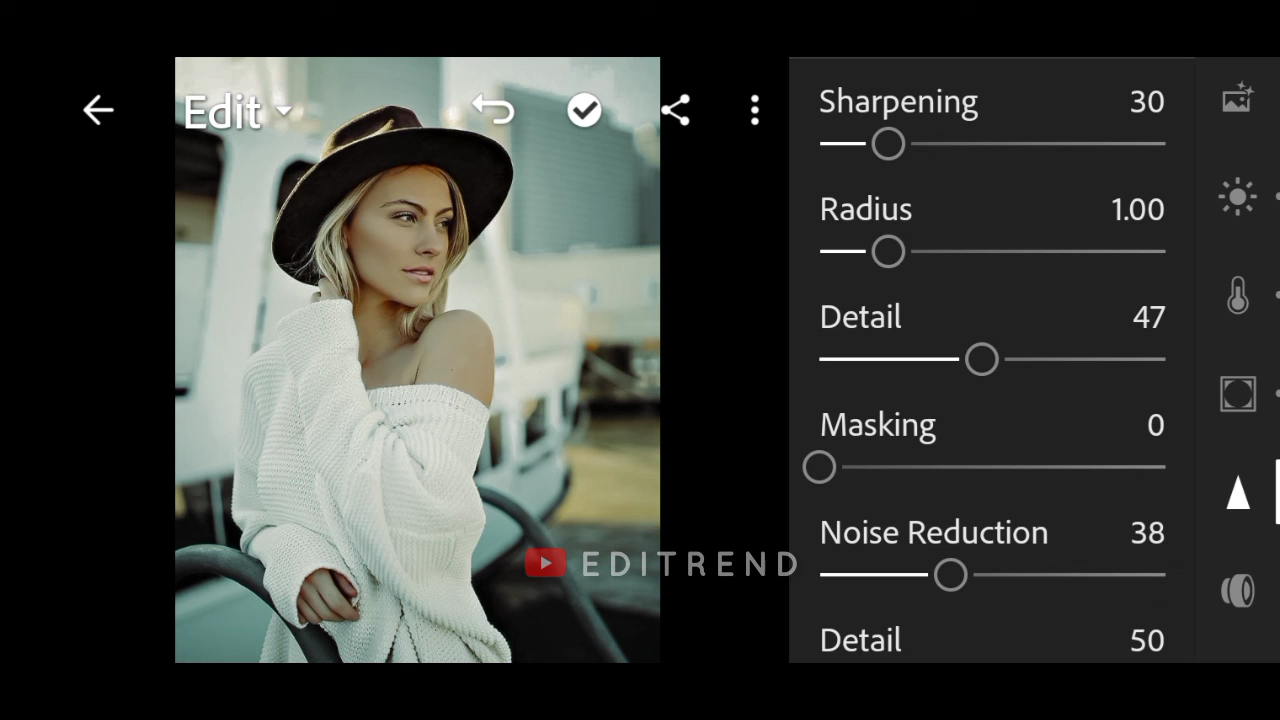 Edit
Sharpening 30
Radius 1.00
Detail 47
Masking 0
Noise Reduction 38
EDITREND
Detail 50